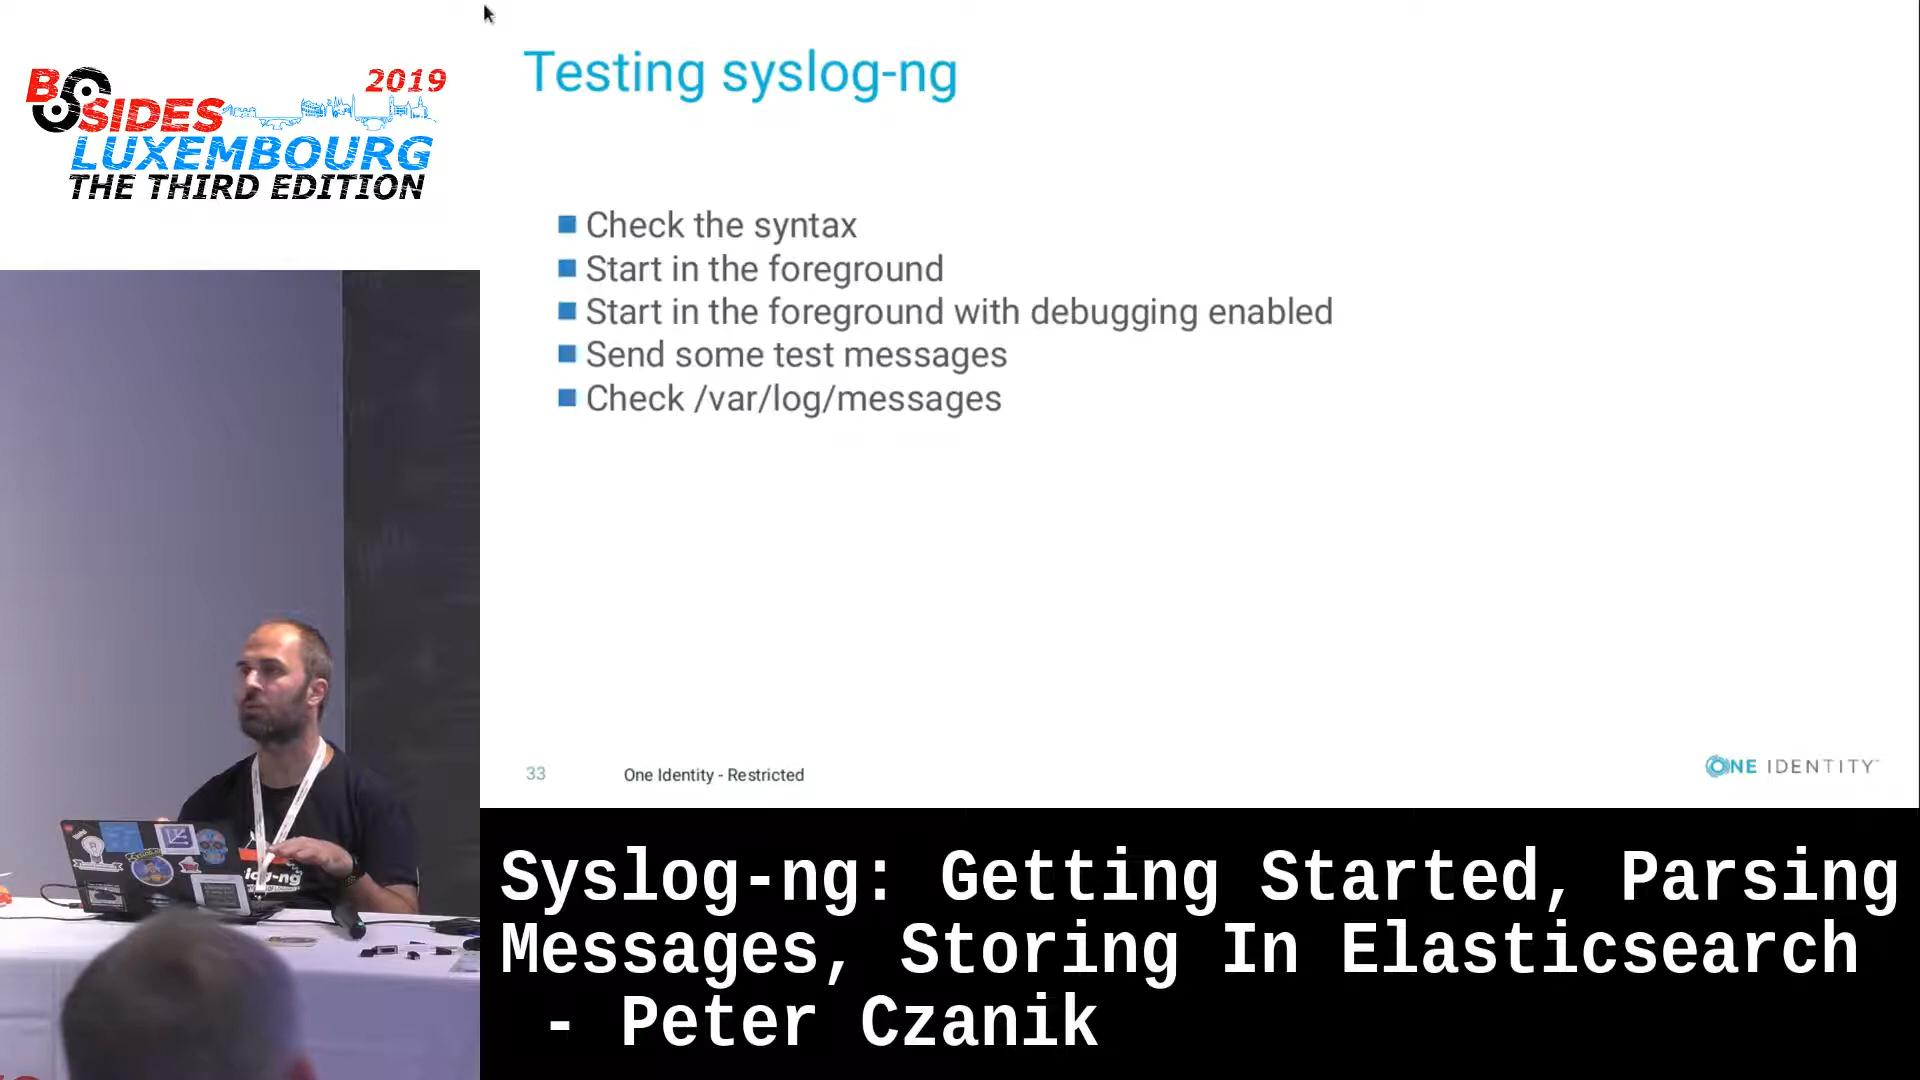 BSIDES
2019
LUXEMBOURG
THE THIRD EDITION
Testing syslog-ng
Check the syntax
Start in the foreground
Start in the foreground with debugging enabled
Send some test messages
Check /var/log/messages
33
One Identity - Restricted
ONE IDENTITY
Syslog-ng: Getting Started, Parsing
Messages, Storing In Elasticsearch
- Peter Czanik